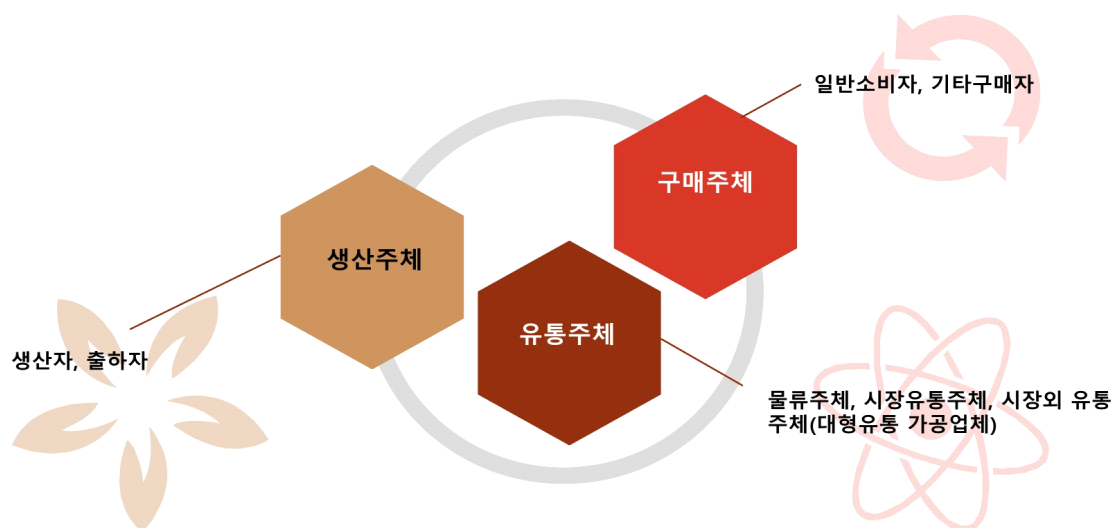 일반소비자, 기타구매자
구매주체
생산주체
유통주체
생산자, 출하자
물류주체, 시장유통주체, 시장외 유통
주체(대형유통 가공업체)